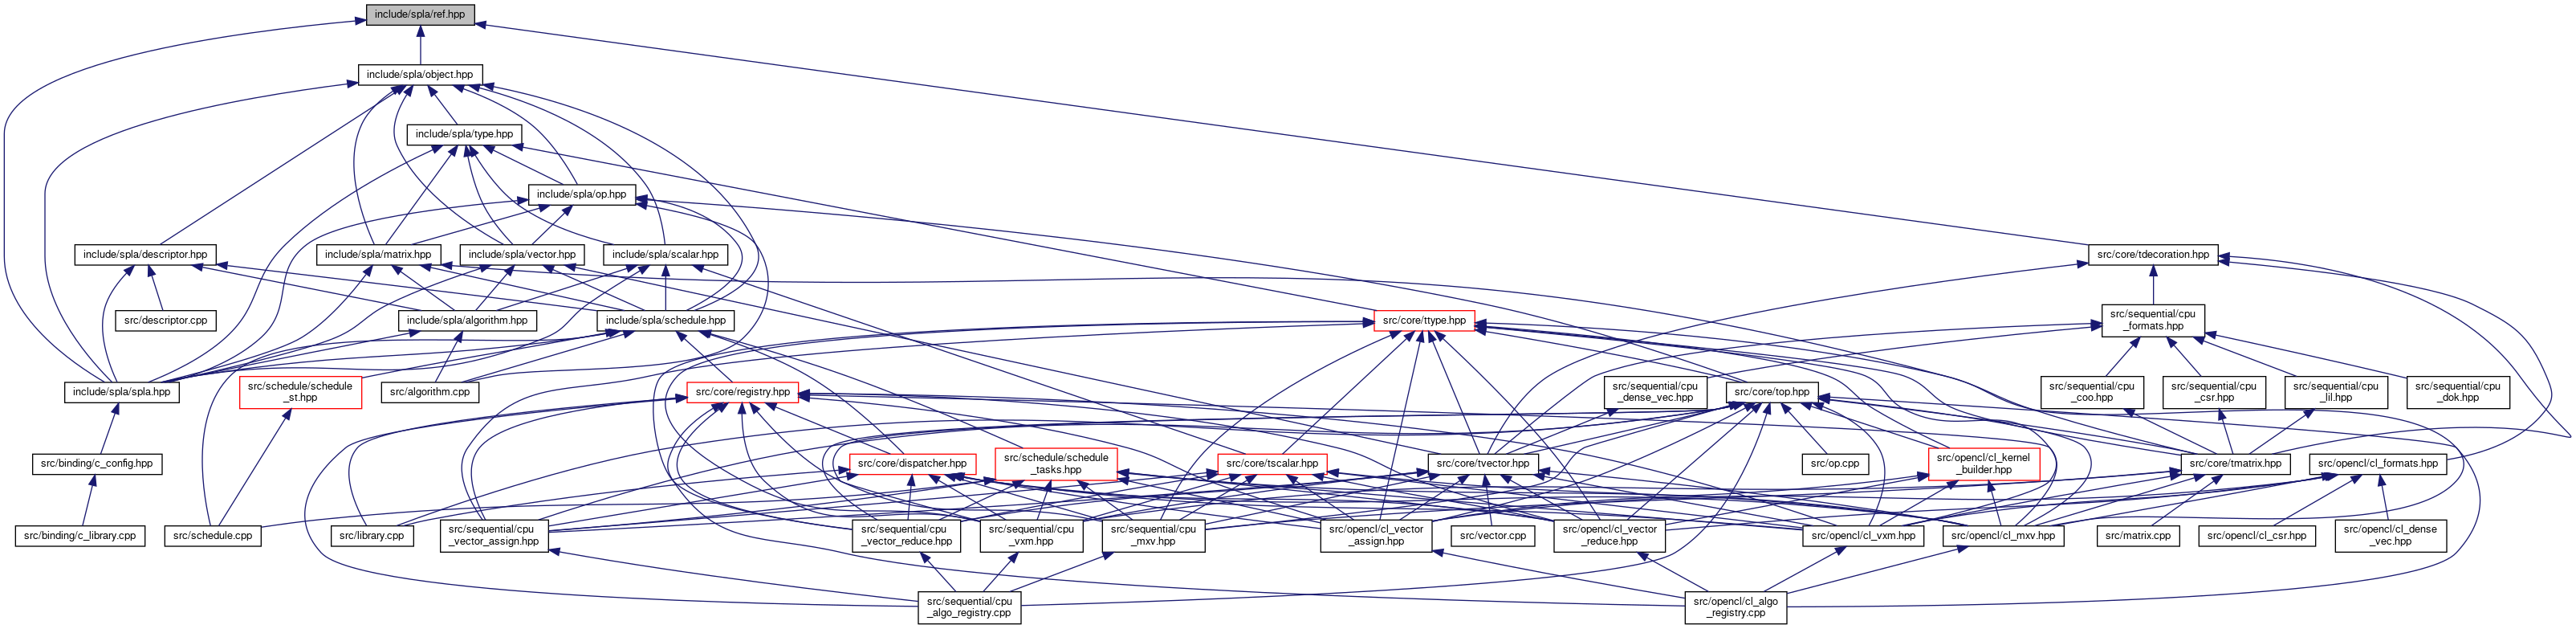 include/spla/ref.hpp
include/spla/object.hpp
include/spla/type.hpp
include/spla/op.hpp
include/spla/descriptor.hpp
include/spla/matrix.hpp
include/spla/vector.hpp
include/spla/scalar.hpp
src/core/tdecoration.hpp
src/descriptor.cpp
include/spla/algorithm.hpp
include/spla/schedule.hpp
src/core/ttype.hpp
src/sequential/cpu
_formats.hpp
include/spla/spla.hpp
src/schedule/schedule
_st.hpp
src/algorithm.cpp
src/core/registry.hpp
src/sequential/cpu
_dense_vec.hpp
src/core/top.hpp
src/sequential/cpu
_coo.hpp
src/sequential/cpu
_csr.hpp
src/sequential/cpu
_lil.hpp
src/sequential/cpu
_dok.hpp
src/binding/c_config.hpp
src/core/dispatcher.hpp
src/schedule/schedule
_tasks.hpp
src/core/tscalar.hpp
src/core/tvector.hpp
src/op.cpp
src/opencl/cl_kernel
_builder.hpp
src/core/tmatrix.hpp
src/opencl/cl_formats.hpp
src/binding/c_library.cpp
src/schedule.cpp
src/library.cpp
src/sequential/cpu
_vector_assign.hpp
src/sequential/cpu
_vector_reduce.hpp
src/sequential/cpu
_vxm.hpp
src/sequential/cpu
_mxv.hpp
src/opencl/cl_vector
_assign.hpp
src/vector.cpp
src/opencl/cl_vector
_reduce.hpp
src/opencl/cl_vxm.hpp
src/opencl/cl_mxv.hpp
src/matrix.cpp
src/opencl/cl_csr.hpp
src/opencl/cl_dense
_vec.hpp
src/sequential/cpu
_algo_registry.cpp
src/opencl/cl_algo
_registry.cpp